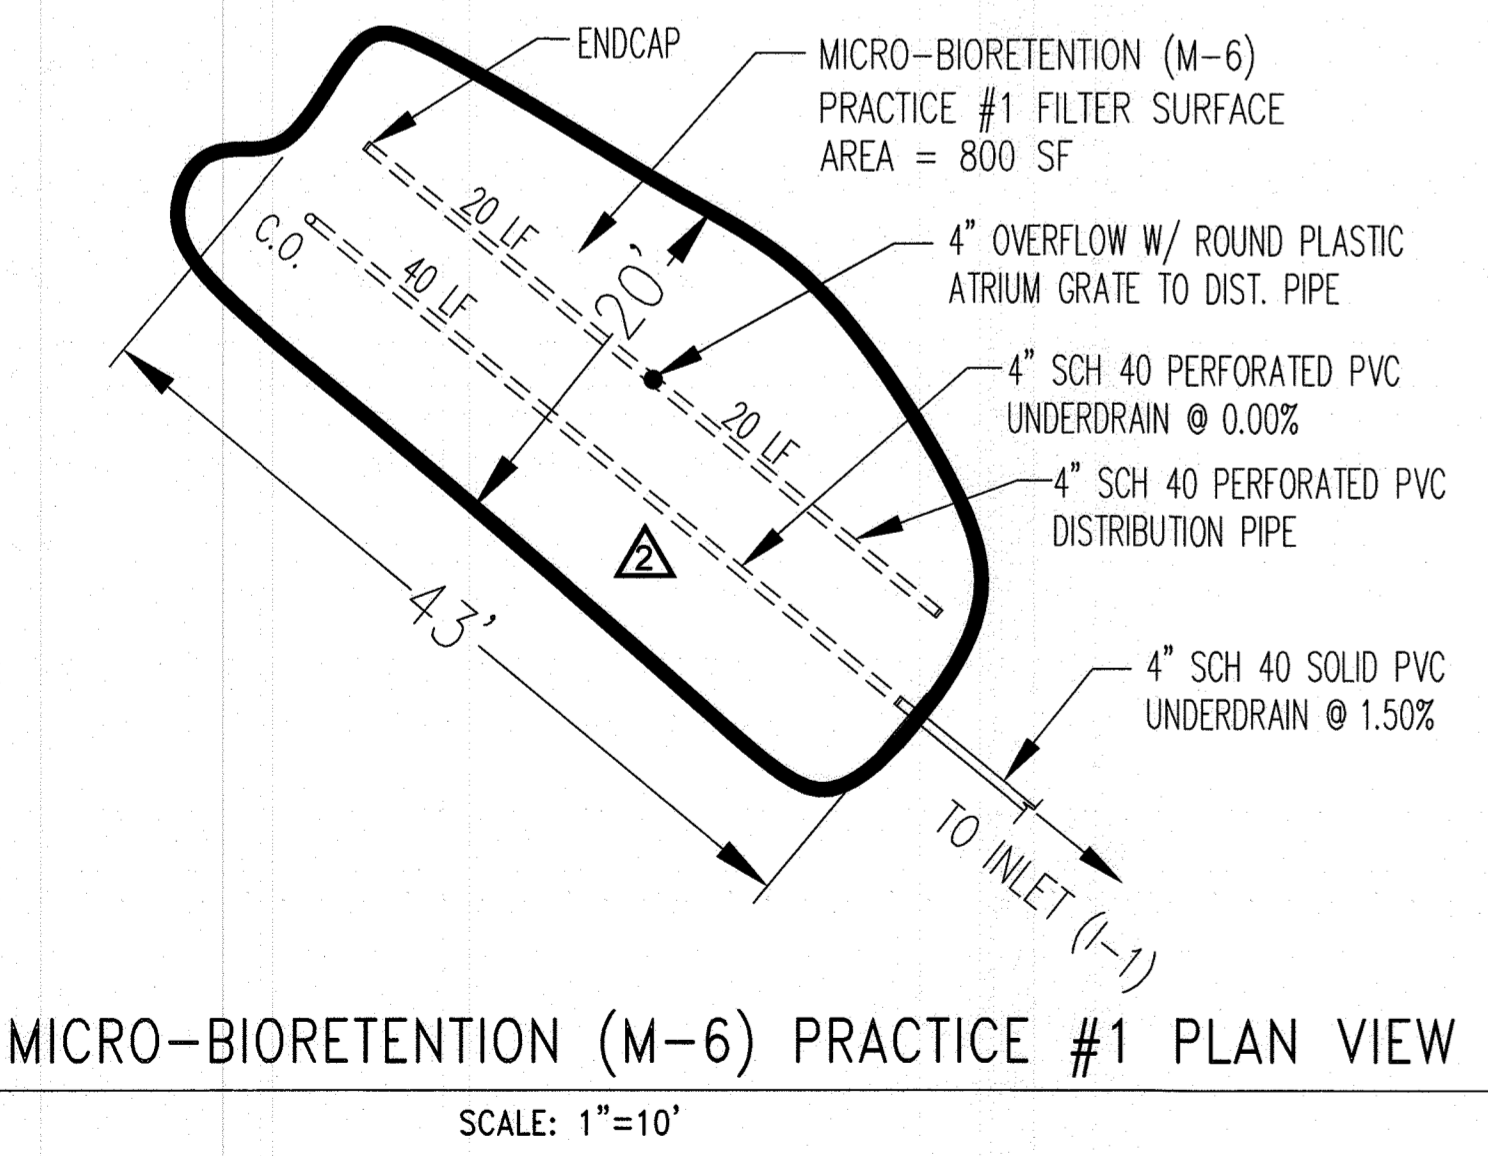 ENDCAP
MICRO-BIORETENTION (M-6)
PRACTICE #1 FILTER SURFACE
AREA = 800 SF
4" OVERFLOW W/ ROUND PLASTIC
ATRIUM GRATE TO DIST. PIPE
4" SCH 40 PERFORATED PVC
UNDERDRAIN @ 0.00%
4" SCH 40 PERFORATED PVC
DISTRIBUTION PIPE
4" SCH 40 SOLID PVC
UNDERDRAIN @ 1.50%
20 LF
C.O.
40 LF
20'
20 LF
2
43'
TO INLET (I-1)
MICRO-BIORETENTION (M-6) PRACTICE #1 PLAN VIEW
SCALE: 1"=10'